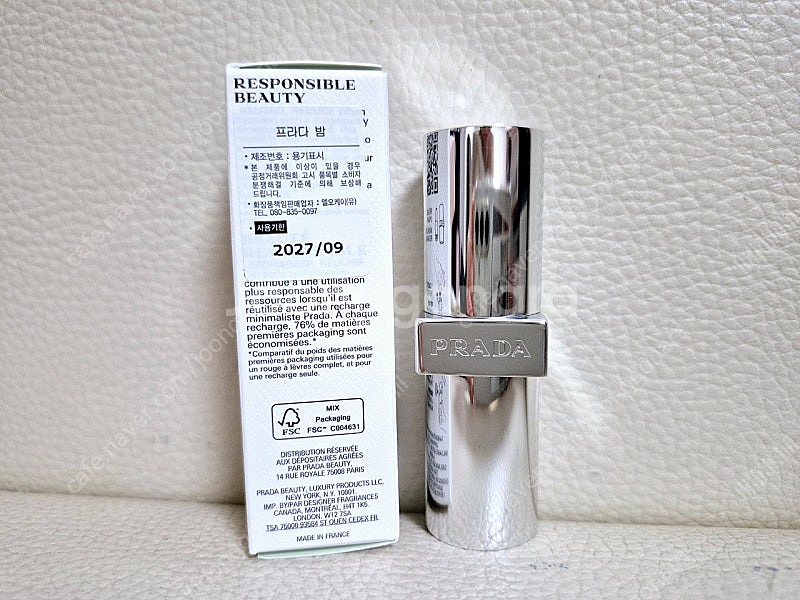 RESPONSIBLE
BEAUTY
프라다 밤
• 제조번호 : 용기표시
* 본 제품에 이상이 있을 경우
공정거래위원회 고시 품목별 소비자
분쟁해결 기준에 의해 보상해
드립니다.
• 화장품책임판매업자 : 엘오케이(유)
TEL. 080-835-0097
• 사용기한
2027/09
contribue à une utilisation
plus responsable des
ressources lorsqu'il est
réutilisé avec une recharge
minimaliste Prada. À chaque
recharge, 76% de matières
premières packaging sont
économisées.*
*Comparatif du poids des matières
premières packaging utilisées pour
un rouge à lèvres complet, et pour
une recharge seule.
FSC
MIX
Packaging
FSC™ C004631
DISTRIBUTION RÉSERVÉE
AUX DÉPOSITAIRES AGRÉÉS
PAR PRADA BEAUTY,
14 RUE ROYALE 75008 PARIS
PRADA BEAUTY, LUXURY PRODUCTS LLC,
NEW YORK, N.Y. 10001.
IMP. BY/PAR DESIGNER FRAGRANCES
CANADA, MONTRÉAL, H4T 1K5.
LONDON, W12 7SA
TSA 75000 93584 ST OUEN CEDEX FR.
MADE IN FRANCE
PRADA